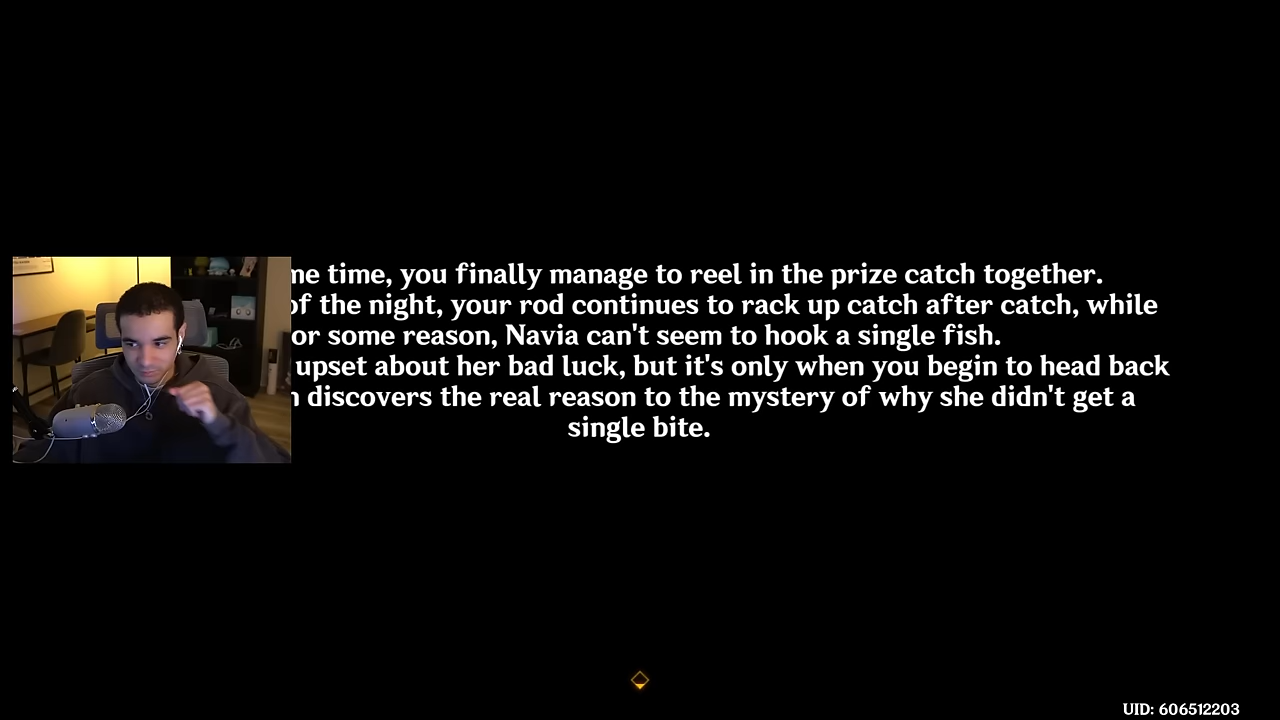 me time, you finally manage to reel in the prize catch together.
of the night, your rod continues to rack up catch after catch, while
or some reason, Navia can't seem to hook a single fish.
upset about her bad luck, but it's only when you begin to head back
discovers the real reason to the mystery of why she didn't get a
single bite.
UID: 606512203